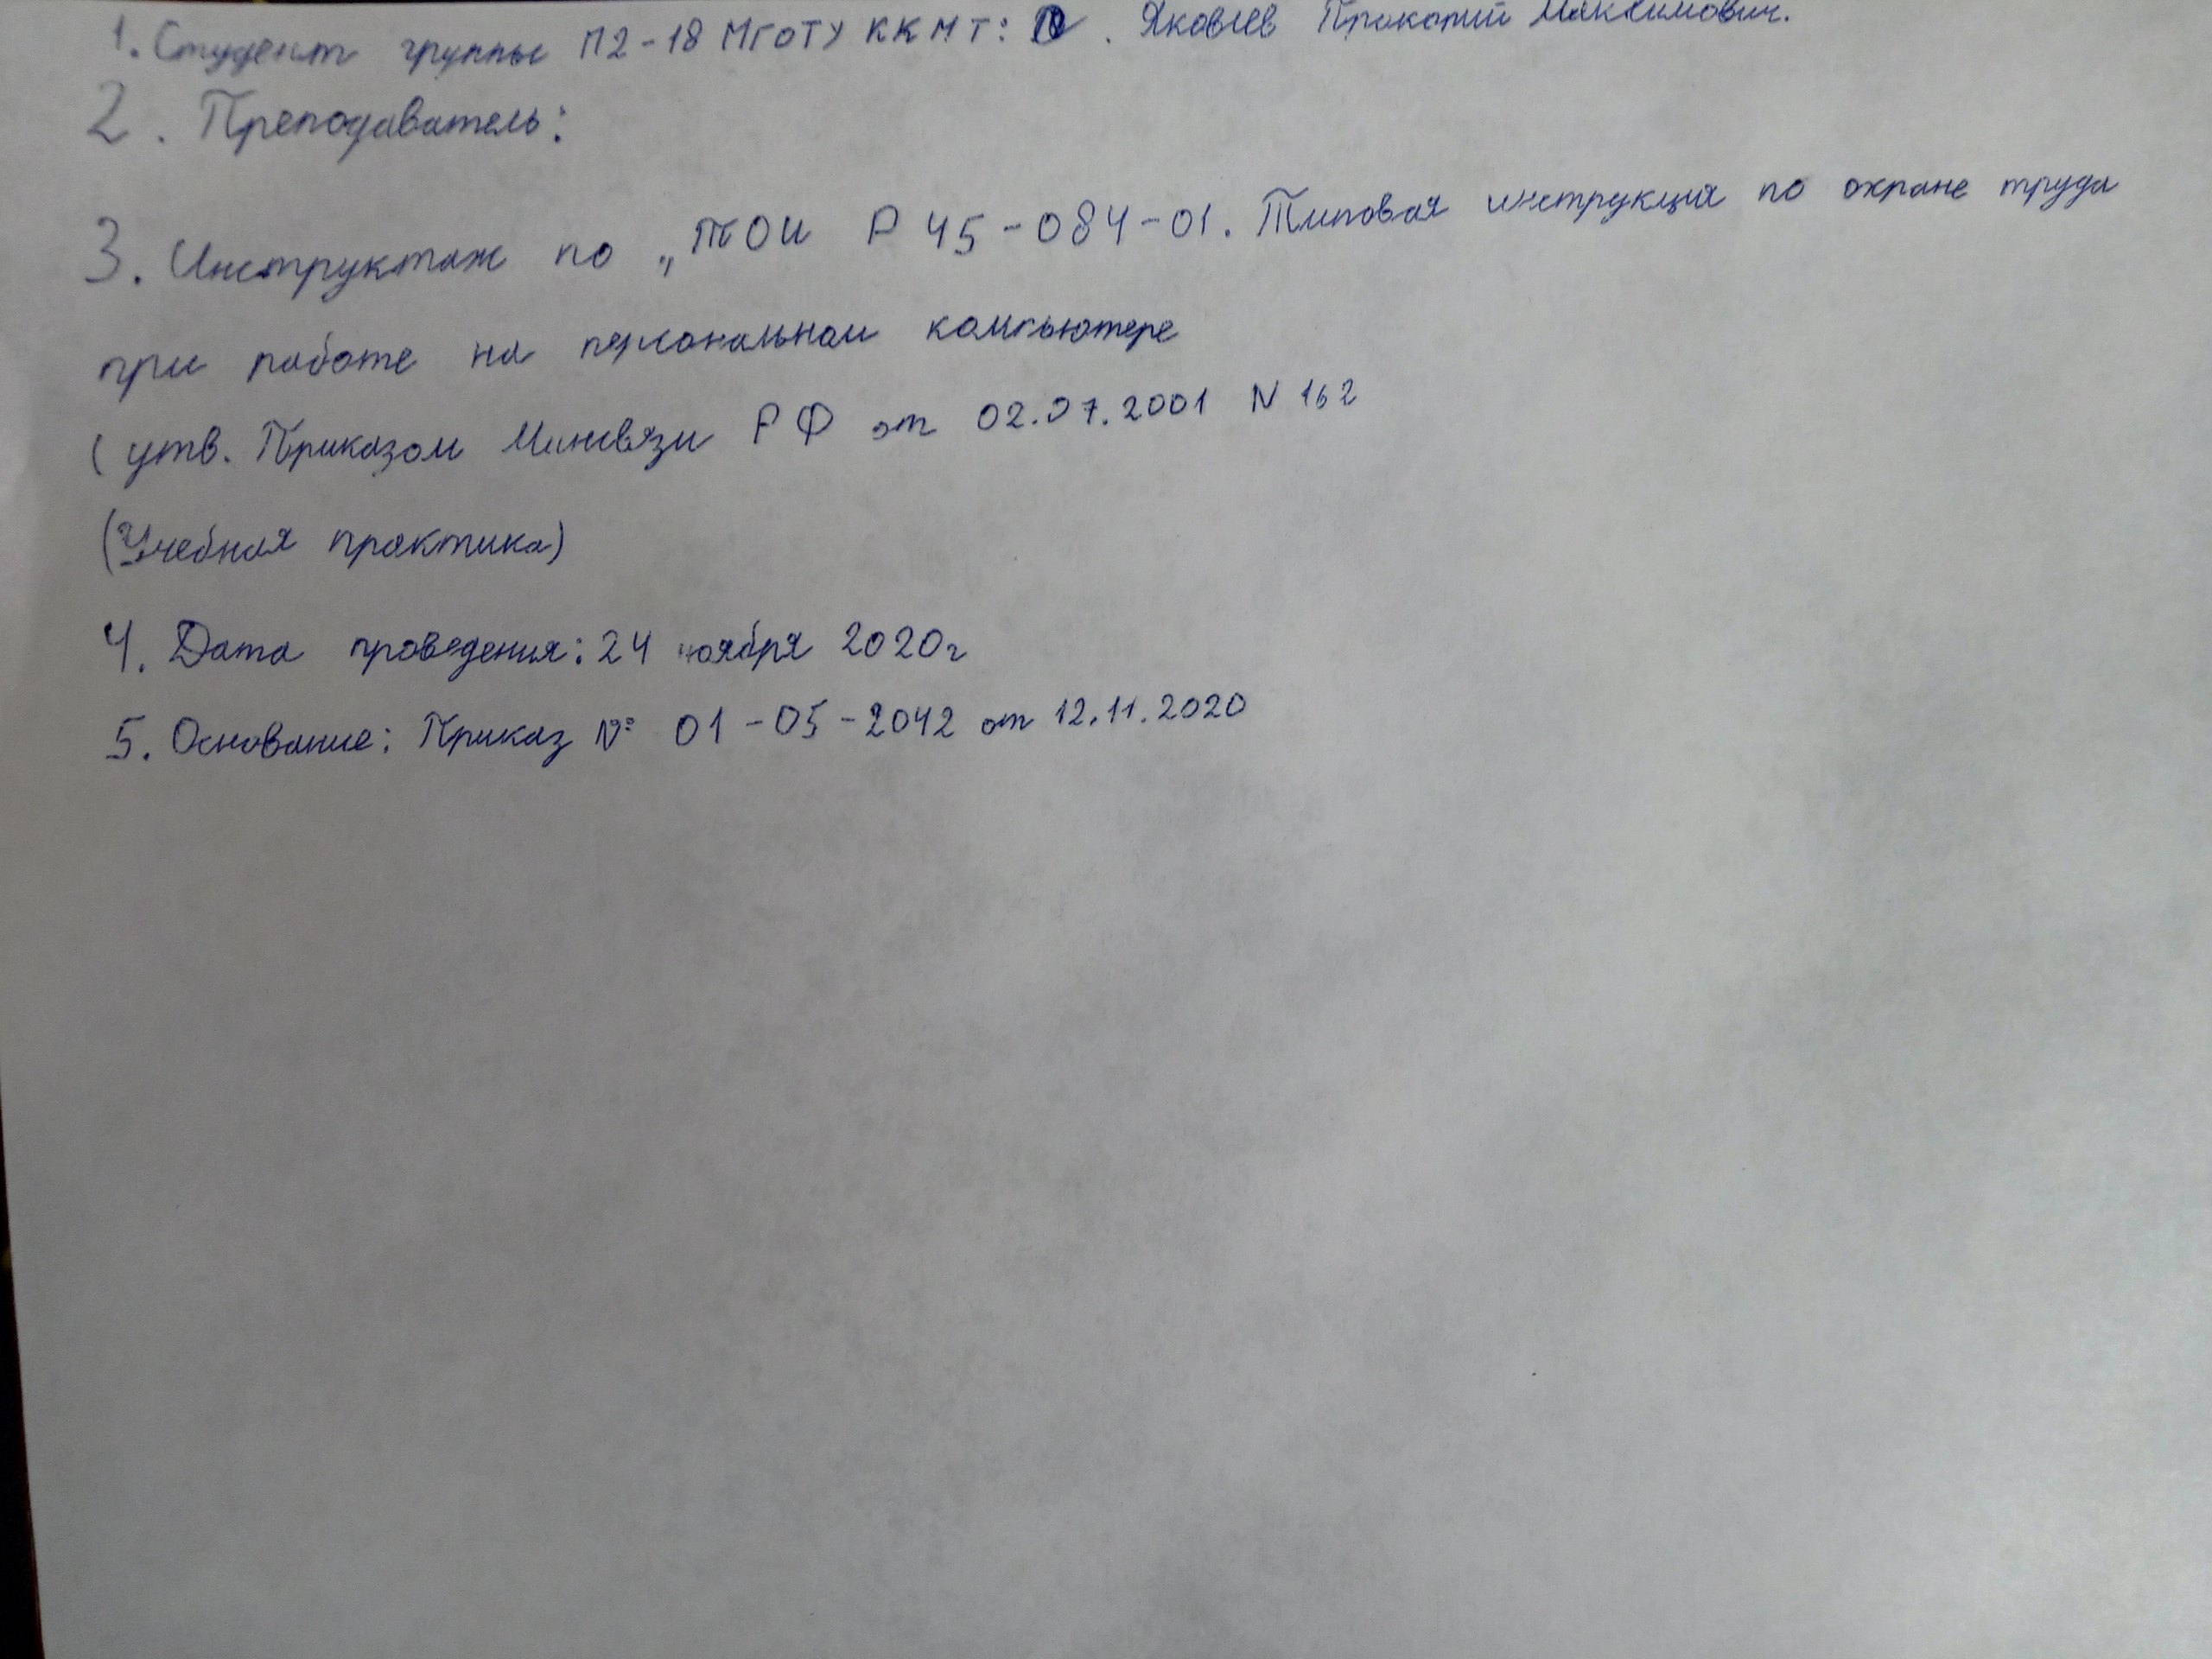 1. Студент группы П2-18 МГОТУ ККМТ: . Яковлев Прокопий Максимович.
2. Преподаватель:
3. Инструктаж по „ТОИ Р 45-084-01. Типовая инструкция по охране труда
при работе на персональном компьютере
(утв. Приказом Минсвязи РФ от 02.07.2001 N 162
(Учебная практика)
4. Дата проведения: 24 ноября 2020г
5. Основание: Приказ № 01-05-2042 от 12.11.2020